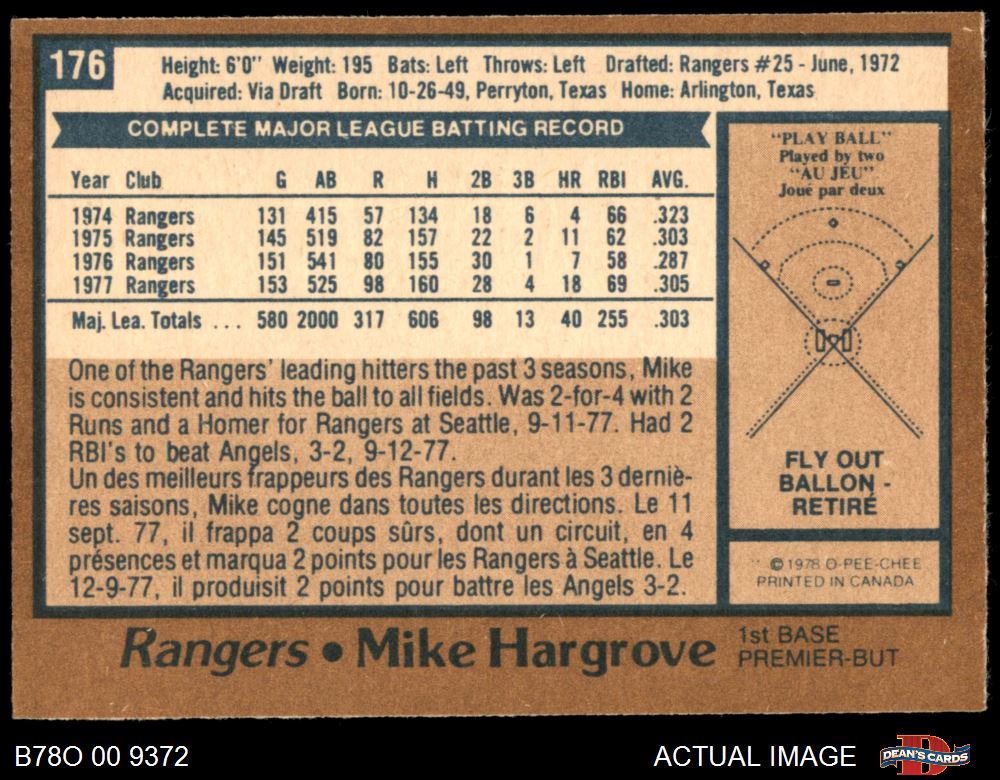 176
Height: 6'0" Weight: 195 Bats: Left Throws: Left Drafted: Rangers #25 - June, 1972
Acquired: Via Draft Born: 10-26-49, Perryton, Texas Home: Arlington, Texas
COMPLETE MAJOR LEAGUE BATTING RECORD
Year Club G AB R H 2B 3B HR RBI AVG.
1974 Rangers 131 415 57 134 18 6 4 66 .323
1975 Rangers 145 519 82 157 22 2 11 62 .303
1976 Rangers 151 541 80 155 30 1 7 58 .287
1977 Rangers 153 525 98 160 28 4 18 69 .305
Maj. Lea. Totals ... 580 2000 317 606 98 13 40 255 .303
One of the Rangers' leading hitters the past 3 seasons, Mike
is consistent and hits the ball to all fields. Was 2-for-4 with 2
Runs and a Homer for Rangers at Seattle, 9-11-77. Had 2
RBI's to beat Angels, 3-2, 9-12-77.
Un des meilleurs frappeurs des Rangers durant les 3 derniè-
res saisons, Mike cogne dans toutes les directions. Le 11
sept. 77, il frappa 2 coups sûrs, dont un circuit, en 4
présences et marqua 2 points pour les Rangers à Seattle. Le
12-9-77, il produisit 2 points pour battre les Angels 3-2.
"PLAY BALL"
Played by two
"AU JEU"
Joué par deux
FLY OUT
BALLON -
RETIRÉ
© 1978 O-PEE-CHEE
PRINTED IN CANADA
Rangers • Mike Hargrove
1st BASE
PREMIER-BUT
B78O 00 9372
ACTUAL IMAGE
DEAN'S CARDS